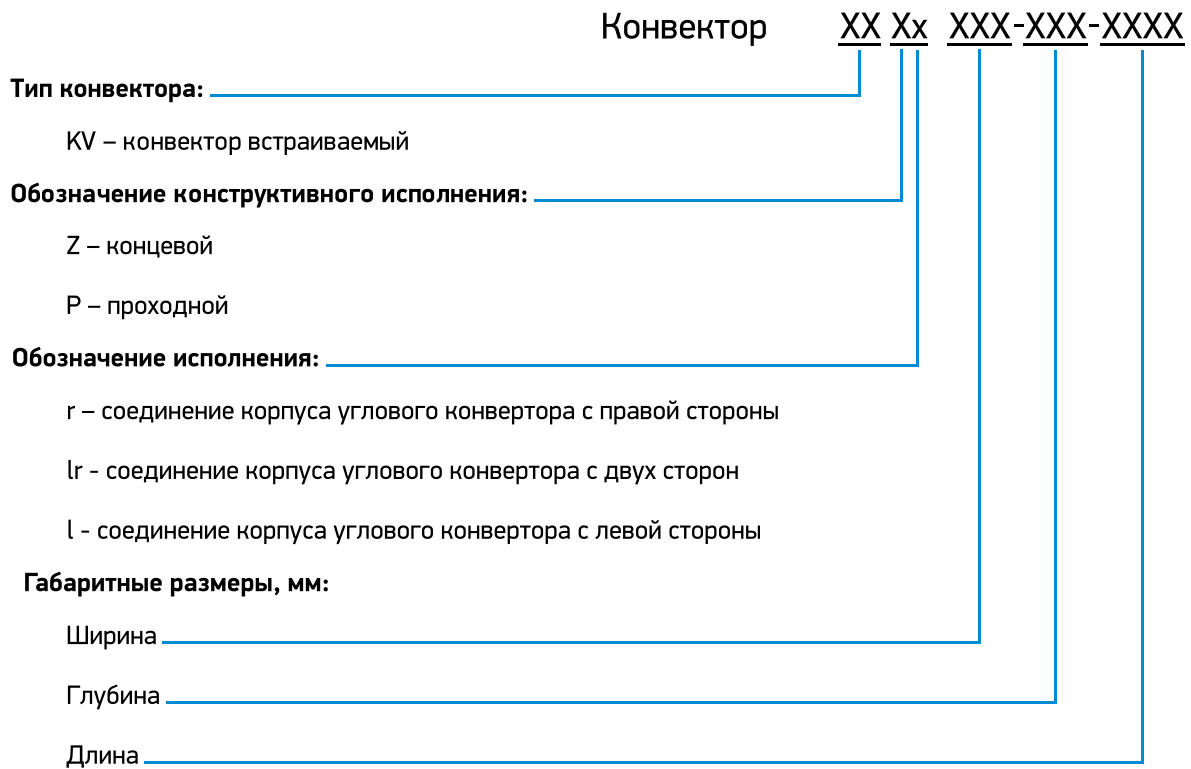 Конвектор XX Xx XXX-XXX-XXXX
Тип конвектора:
KV – конвектор встраиваемый
Обозначение конструктивного исполнения:
Z – концевой
P – проходной
Обозначение исполнения:
r – соединение корпуса углового конвертора с правой стороны
lr - соединение корпуса углового конвертора с двух сторон
l - соединение корпуса углового конвертора с левой стороны
Габаритные размеры, мм:
Ширина
Глубина
Длина